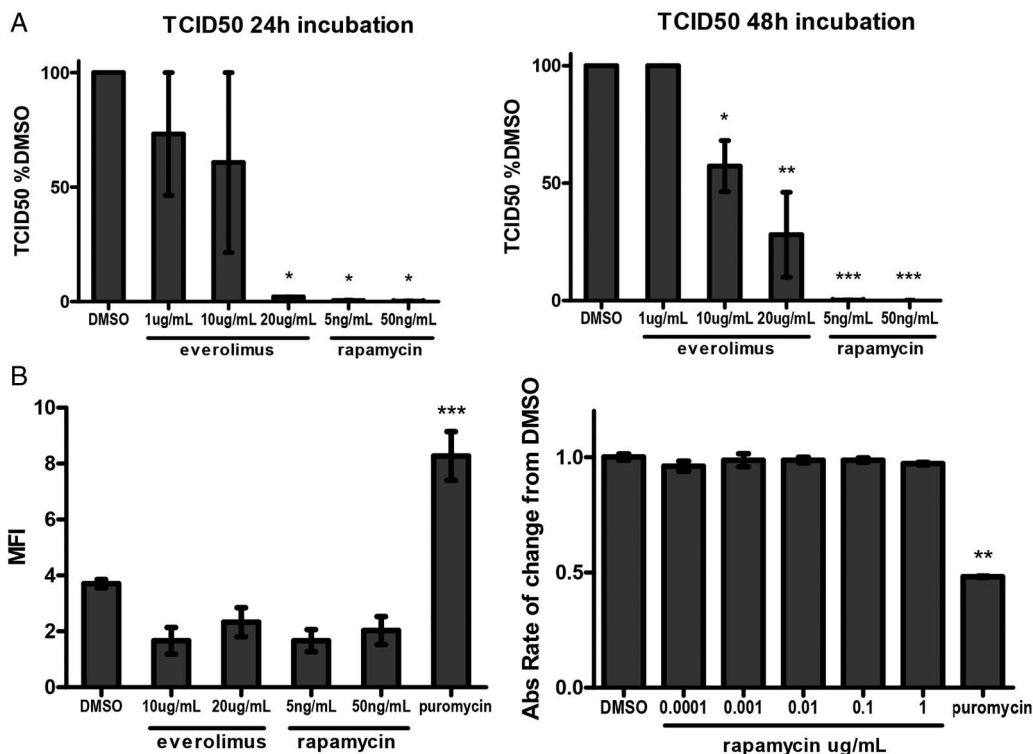 A
TCID50 24h incubation
TCID50 %DMSO
100
50
0
* * *
DMSO 1ug/mL 10ug/mL 20ug/mL 5ng/mL 50ng/mL
everolimus rapamycin
TCID50 48h incubation
TCID50 %DMSO
100
50
0
* ** *** ***
DMSO 1ug/mL 10ug/mL 20ug/mL 5ng/mL 50ng/mL
everolimus rapamycin
B
MFI
10
8
6
4
2
0
***
DMSO 10ug/mL 20ug/mL 5ng/mL 50ng/mL puromycin
everolimus rapamycin
Abs Rate of change from DMSO
1.0
0.5
0.0
**
DMSO 0.0001 0.001 0.01 0.1 1 puromycin
rapamycin ug/mL